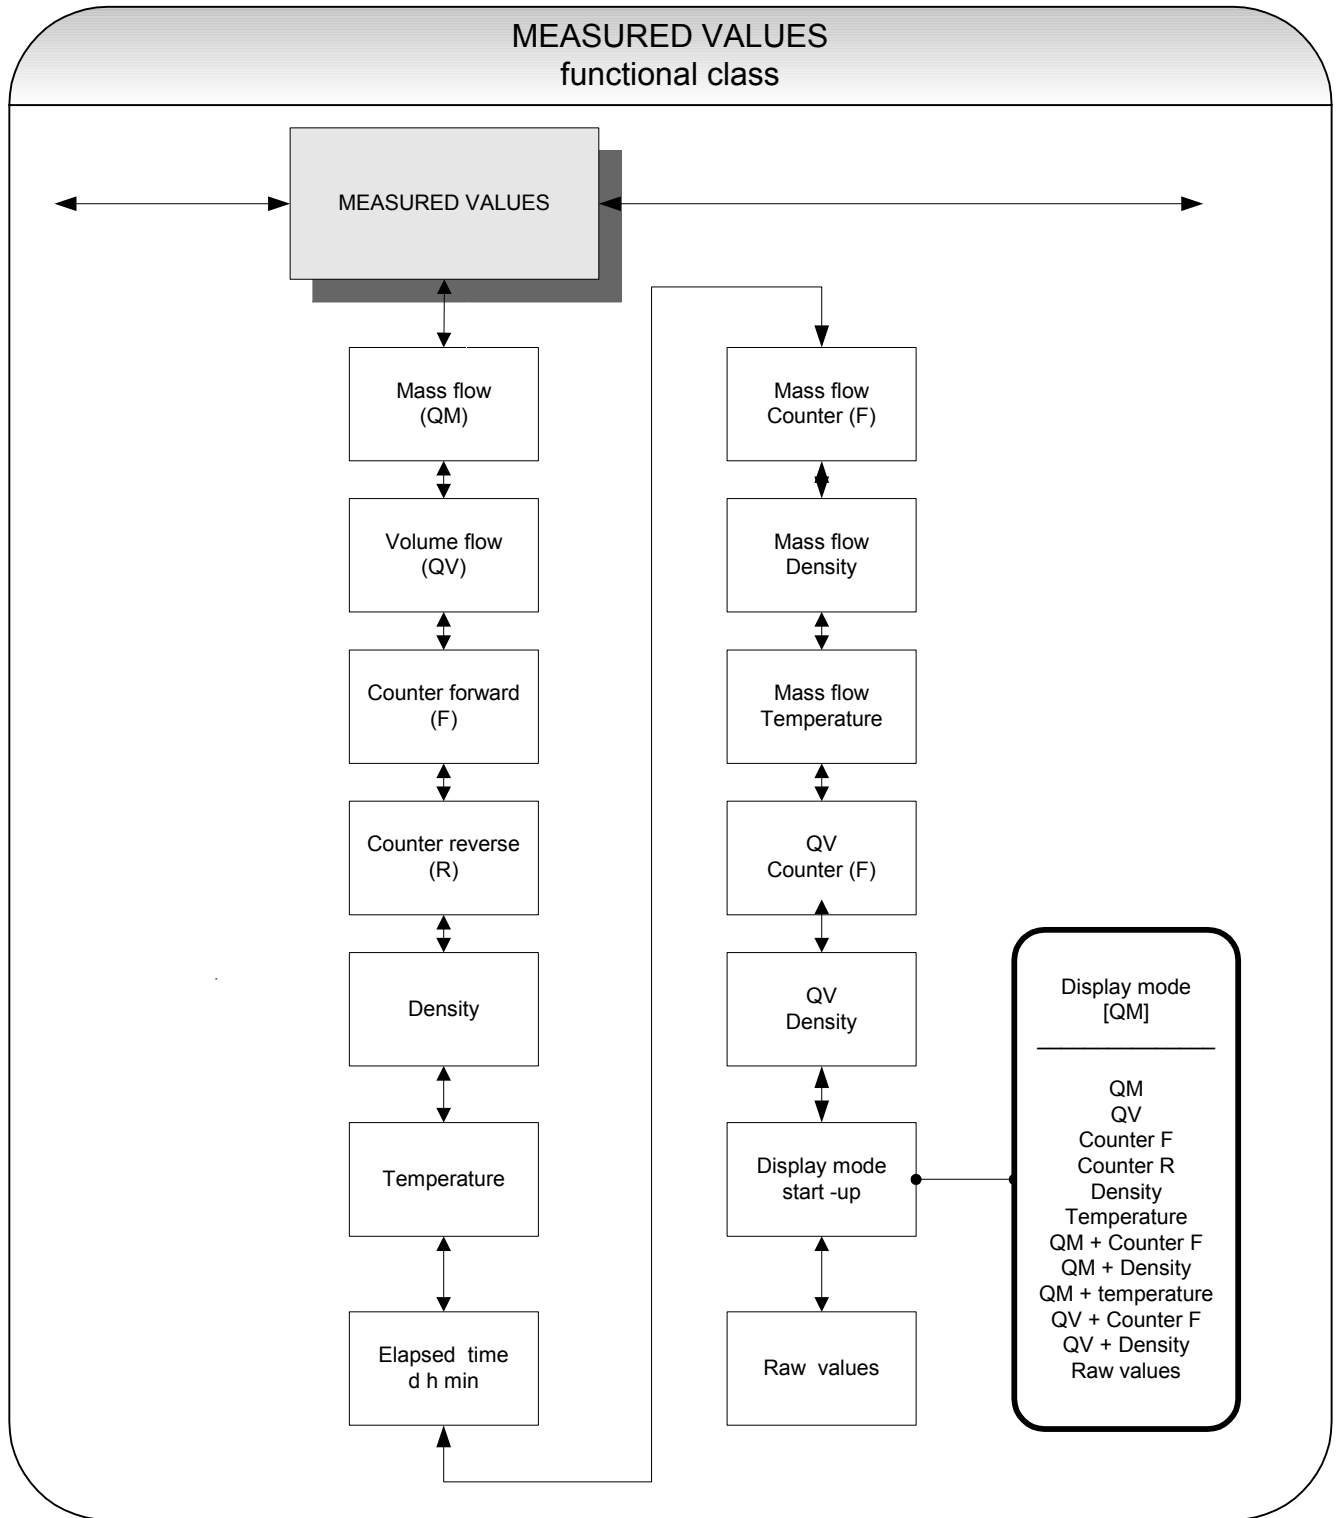 MEASURED VALUES
functional class
MEASURED VALUES
Mass flow
(QM)
Volume flow
(QV)
Counter forward
(F)
Counter reverse
(R)
Density
Temperature
Elapsed time
d h min
Mass flow
Counter (F)
Mass flow
Density
Mass flow
Temperature
QV
Counter (F)
QV
Density
Display mode
start -up
Raw values
Display mode
[QM]
QM
QV
Counter F
Counter R
Density
Temperature
QM + Counter F
QM + Density
QM + temperature
QV + Counter F
QV + Density
Raw values